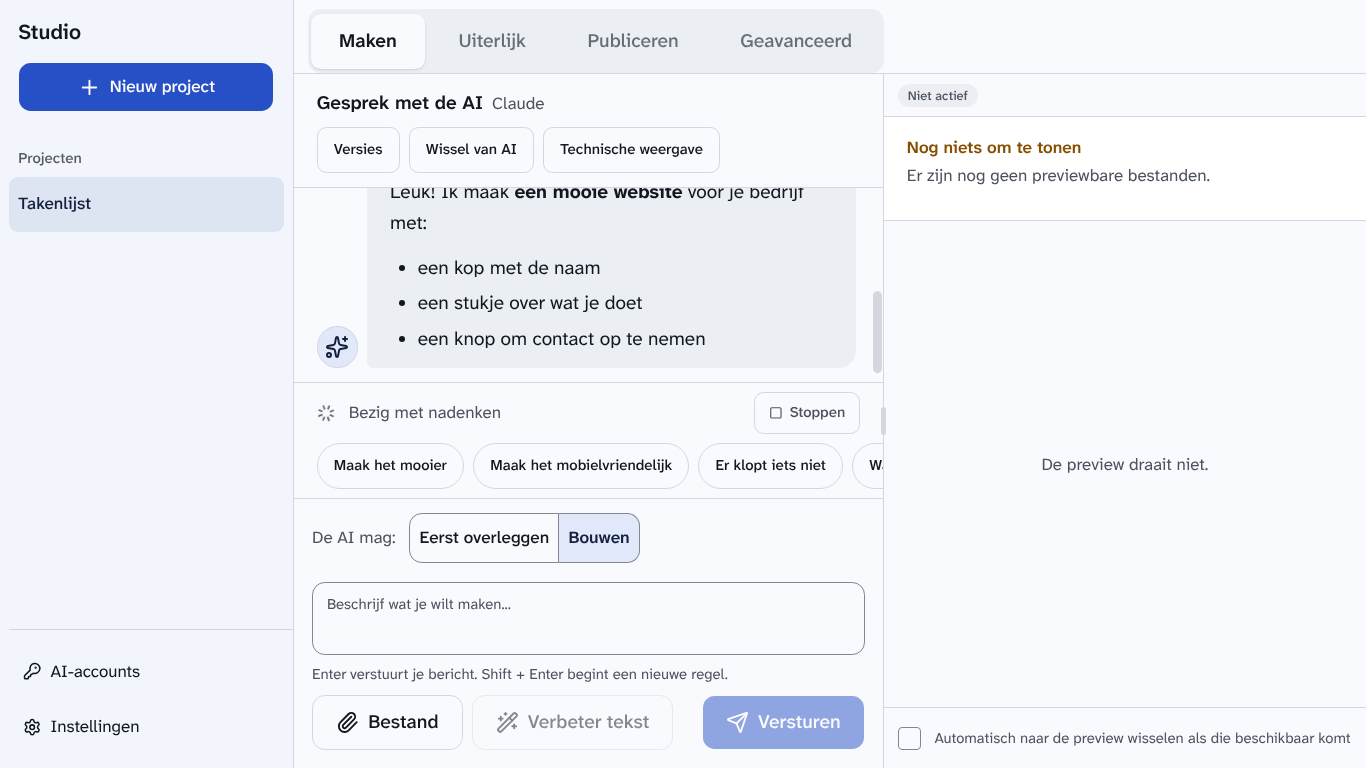 Studio
Nieuw project
Projecten
Takenlijst
AI-accounts
Instellingen
Maken
Uiterlijk
Publiceren
Geavanceerd
Gesprek met de AI Claude
Versies
Wissel van AI
Technische weergave
Leuk! Ik maak een mooie website voor je bedrijf
met:
• een kop met de naam
• een stukje over wat je doet
• een knop om contact op te nemen
Bezig met nadenken
Stoppen
Maak het mooier
Maak het mobielvriendelijk
Er klopt iets niet
De AI mag:
Eerst overleggen
Bouwen
Beschrijf wat je wilt maken...
Enter verstuurt je bericht. Shift + Enter begint een nieuwe regel.
Bestand
Verbeter tekst
Versturen
Niet actief
Nog niets om te tonen
Er zijn nog geen previewbare bestanden.
De preview draait niet.
Automatisch naar de preview wisselen als die beschikbaar komt